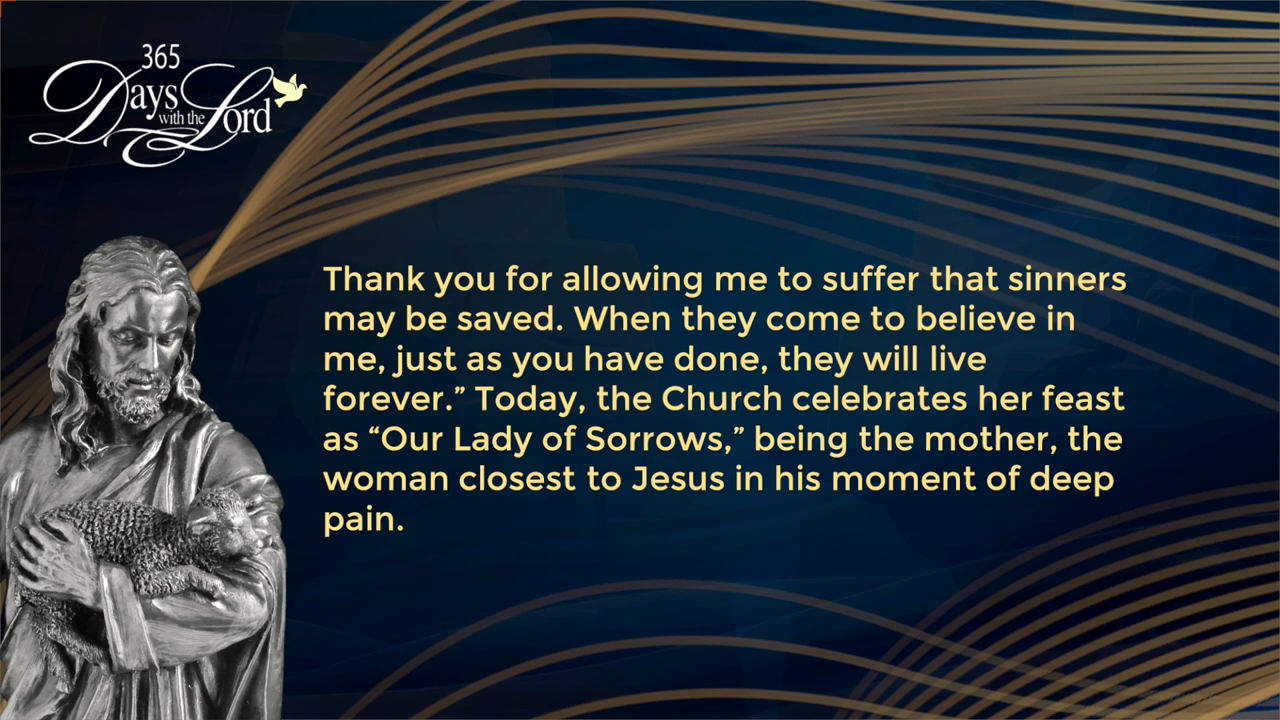 365
Days
with the
Lord
Thank you for allowing me to suffer that sinners
may be saved. When they come to believe in
me, just as you have done, they will live
forever.” Today, the Church celebrates her feast
as “Our Lady of Sorrows,” being the mother, the
woman closest to Jesus in his moment of deep
pain.